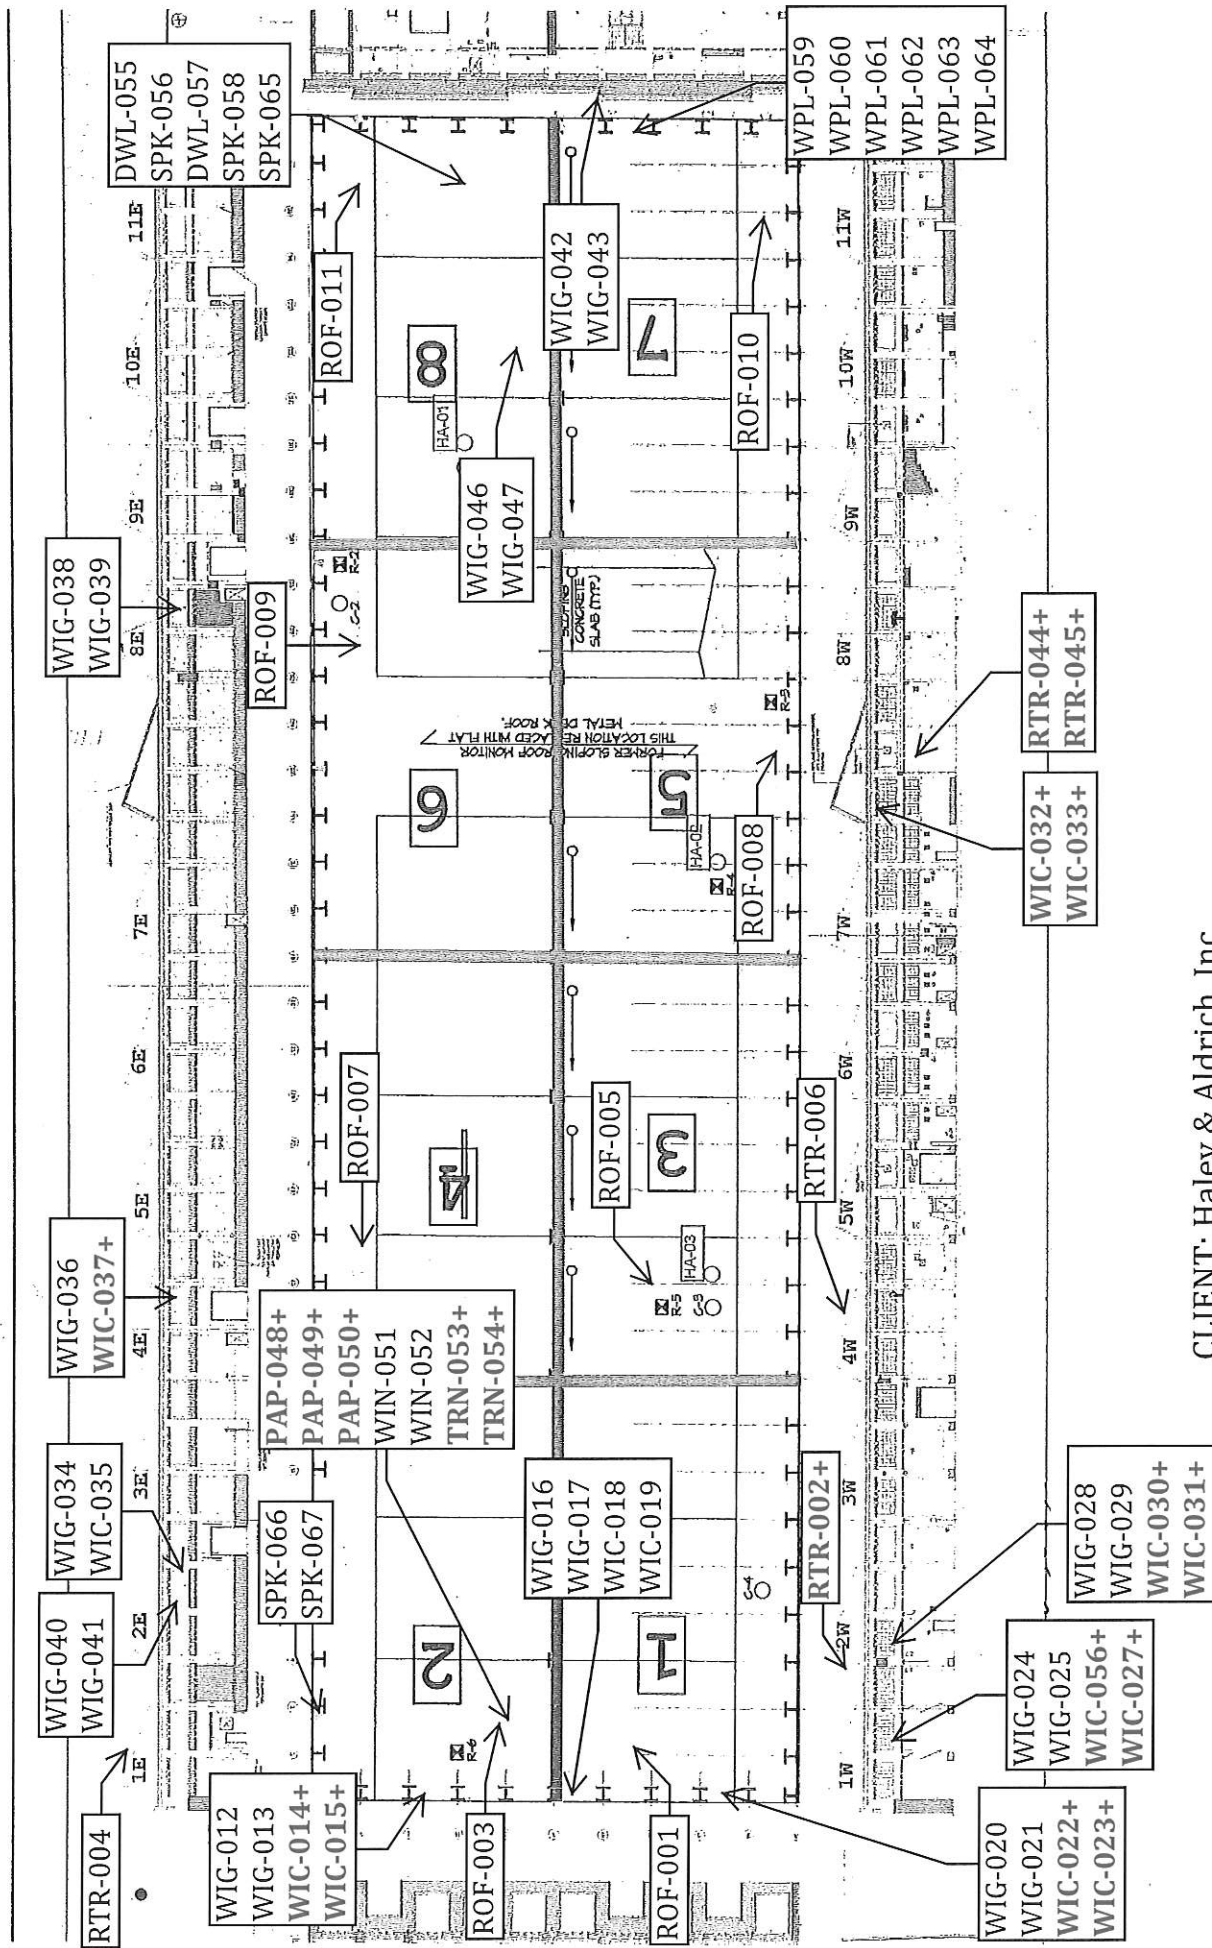 DWL-055
SPK-056
DWL-057
SPK-058
SPK-065
WPL-059
WPL-060
WPL-061
WPL-062
WPL-063
WPL-064
11E
ROF-011
WIG-042
WIG-043
11W
10E
8
HA-01
7
ROF-010
10W
9E
WIG-046
WIG-047
9W
WIG-038
WIG-039
8E
ROF-009
R-2
C-2
SLOPING
CONCRETE
SLAB (TYP.)
8W
R-3
RTR-044+
RTR-045+
FORMER SLOPING ROOF MONITOR
THIS LOCATION REPLACED WITH FLAT
METAL DECK ROOF.
6
5
HA-02
R-4
ROF-008
WIC-032+
WIC-033+
7E
7W
6E
6W
ROF-007
4
ROF-005
3
HA-03
R-5
C-3
RTR-006
5E
5W
WIG-036
WIC-037+
4E
4W
PAP-048+
PAP-049+
PAP-050+
WIN-051
WIN-052
TRN-053+
TRN-054+
WIG-034
WIC-035
3E
SPK-066
SPK-067
WIG-016
WIG-017
WIC-018
WIC-019
RTR-002+
3W
WIG-028
WIG-029
WIC-030+
WIC-031+
WIG-040
WIG-041
2E
2
C-4
1
2W
WIG-024
WIG-025
WIC-056+
WIC-027+
1E
R-6
1W
RTR-004
WIG-012
WIG-013
WIC-014+
WIC-015+
ROF-003
ROF-001
WIG-020
WIG-021
WIC-022+
WIC-023+
CLIENT: Haley & Aldrich, Inc.